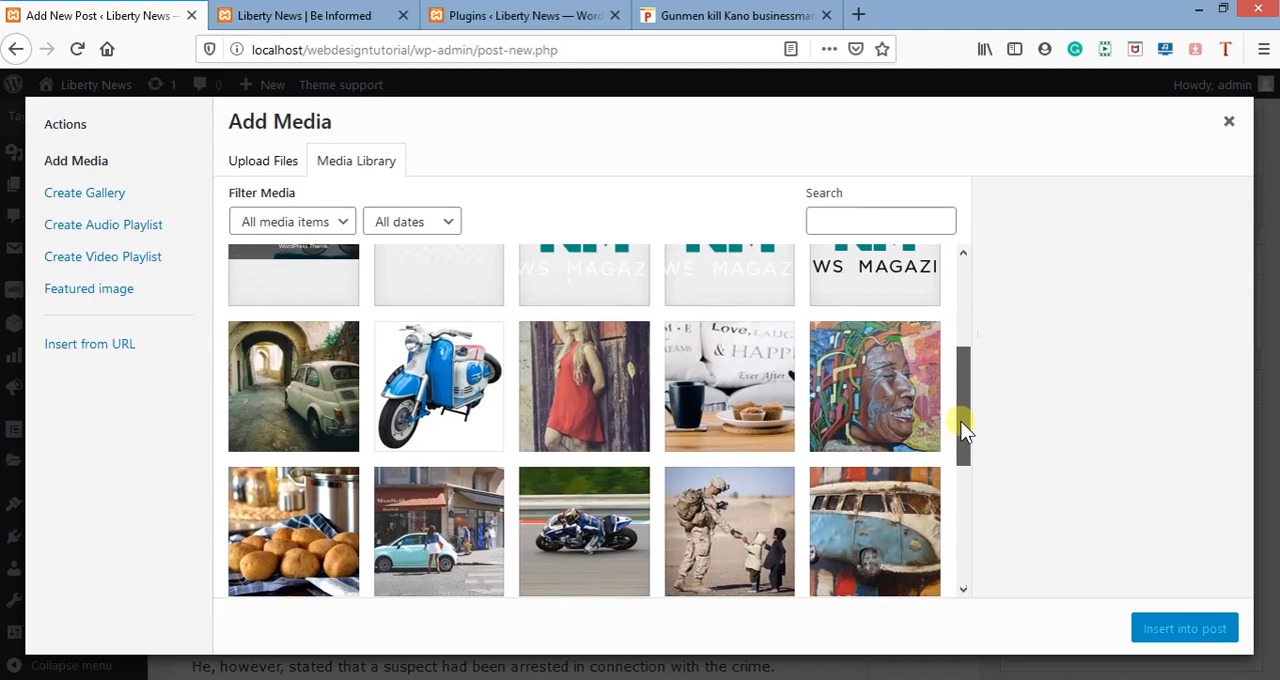 Add New Post ‹ Liberty News —
Liberty News | Be Informed
Plugins ‹ Liberty News — Word
Gunmen kill Kano businessman
localhost/webdesigntutorial/wp-admin/post-new.php
Liberty News 1 0 New Theme support Howdy, admin
Actions
Add Media
Create Gallery
Create Audio Playlist
Create Video Playlist
Featured image
Insert from URL
Add Media
Upload Files Media Library
Filter Media
All media items All dates
Search
WordPress Theme
WS MAGAZ
WS MAGAZ
WS MAGAZI
Love,
& HAPP
Ever After
Insert into post
Collapse menu
He, however, stated that a suspect had been arrested in connection with the crime.